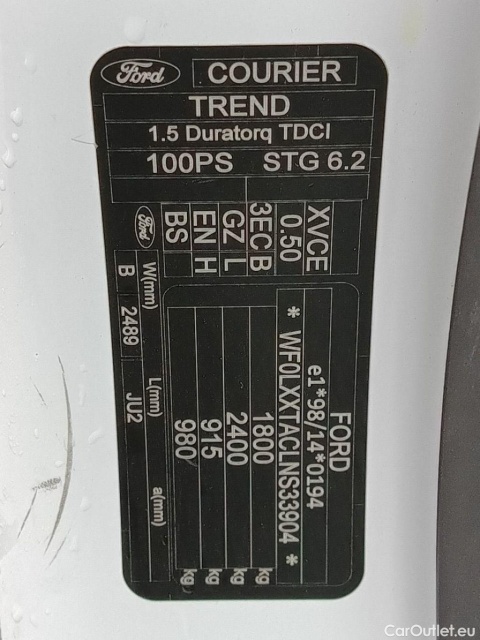 Ford COURIER
TREND
1.5 Duratorq TDCI
100PS STG 6.2
XVCE
0.50
3EC B
GZ L
EN H
BS
Ford
FORD
e1*98/14*0194
* WF0LXXTACLNS33904 *
1800 kg
2400 kg
915 kg
980 kg
W(mm) L(mm) a(mm)
B 2489 JU2
CarOutlet.eu